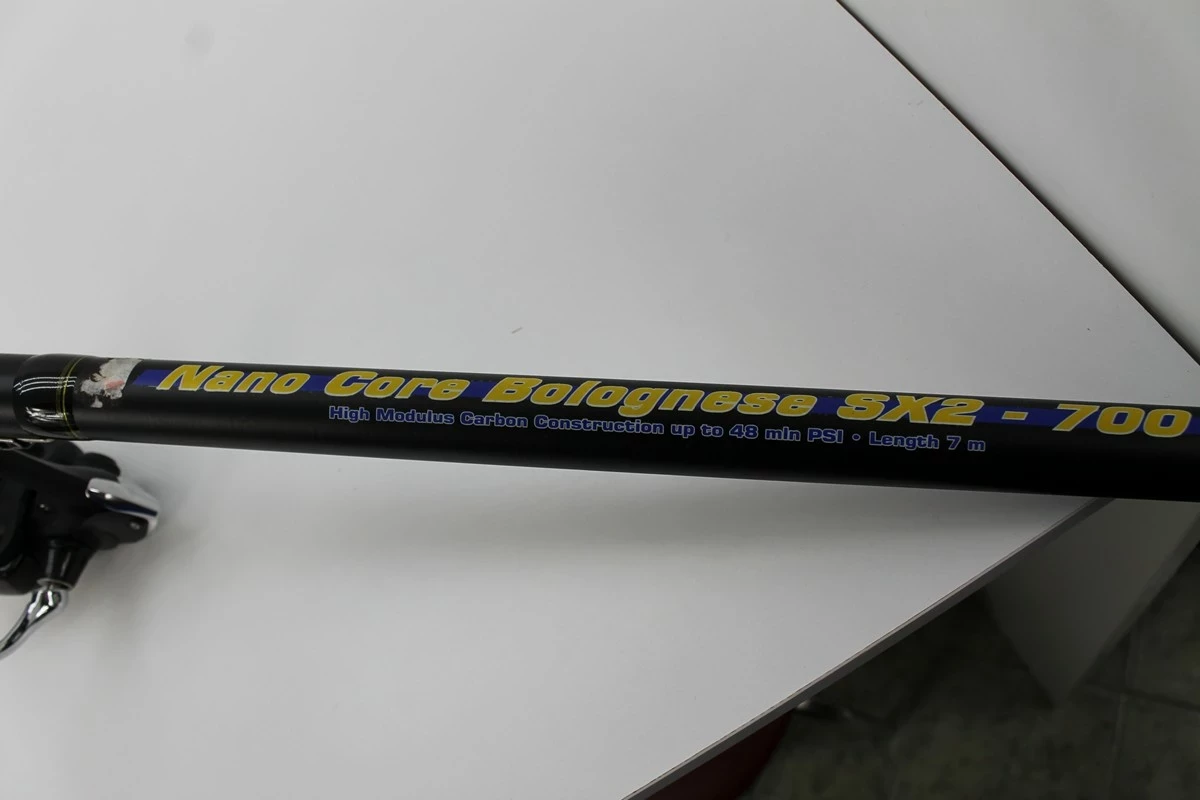 Nano Core Bolognese SX2 - 700
High Modulus Carbon Construction up to 48 mln PSI • Length 7 m